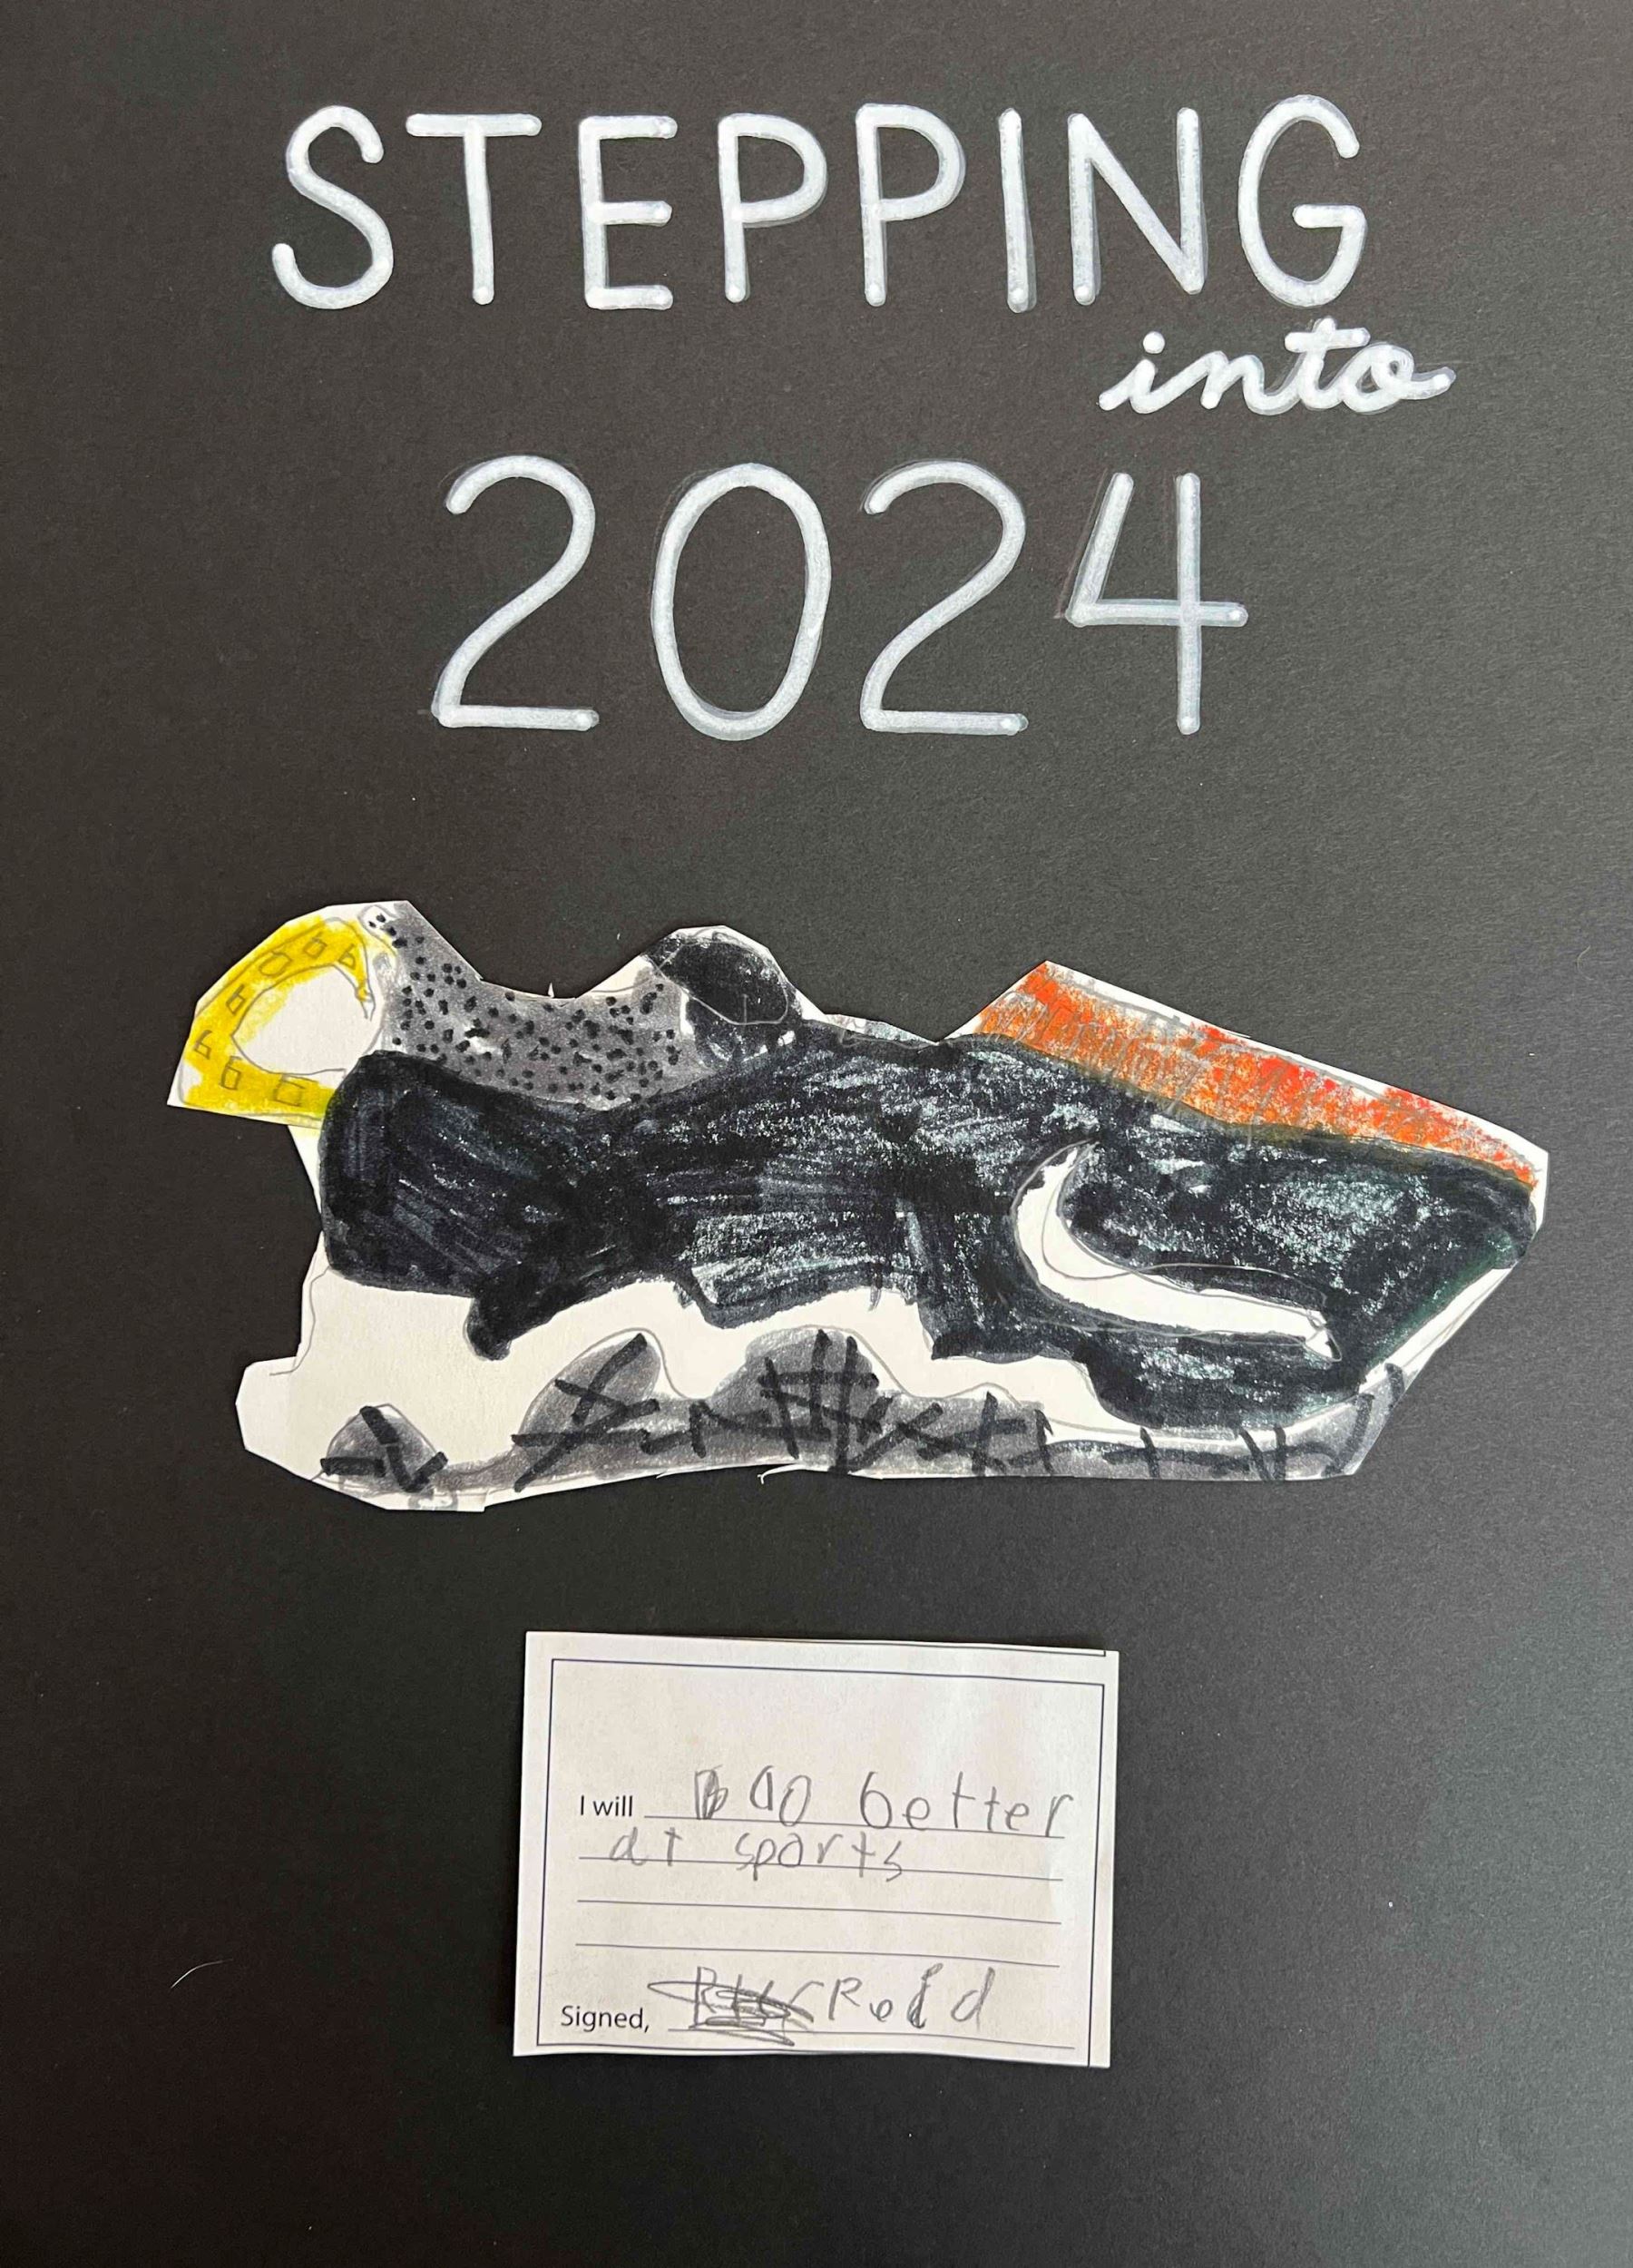 STEPPING
into
2024
I will do better
at sports
Signed, Reid